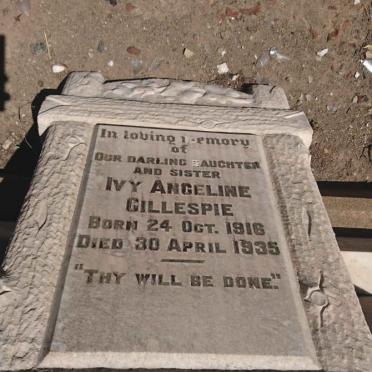 In loving Memory
of
Our darling Daughter
and sister
Ivy Angeline
Gillespie
Born 24 Oct. 1916
Died 30 April 1935
"Thy will be done."